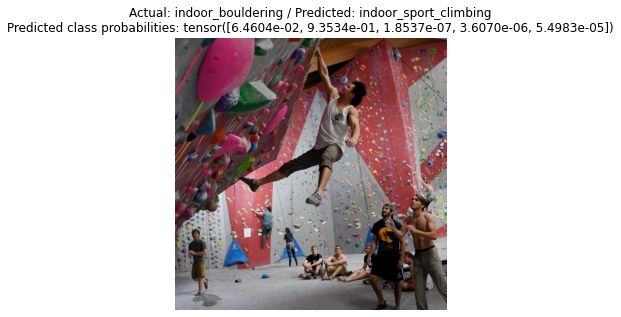 Actual: indoor_bouldering / Predicted: indoor_sport_climbing
Predicted class probabilities: tensor([6.4604e-02, 9.3534e-01, 1.8537e-07, 3.6070e-06, 5.4983e-05])